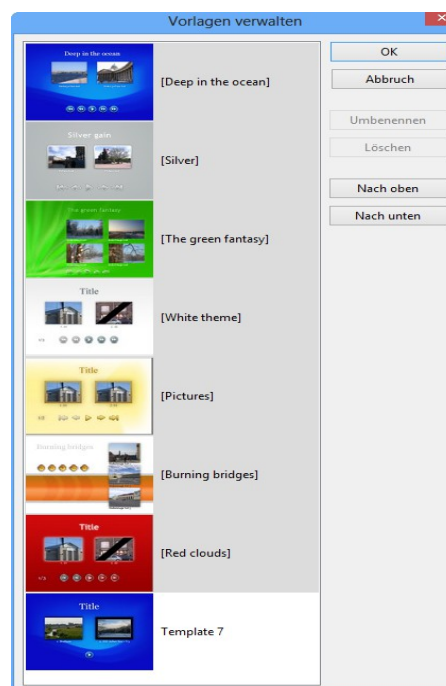 Vorlagen verwalten
Deep in the ocean
[Deep in the ocean]
Silver gain
[Silver]
The green fantasy
[The green fantasy]
Title
[White theme]
Title
[Pictures]
Burning bridges
[Burning bridges]
Title
[Red clouds]
Title
Template 7
OK
Abbruch
Umbenennen
Löschen
Nach oben
Nach unten